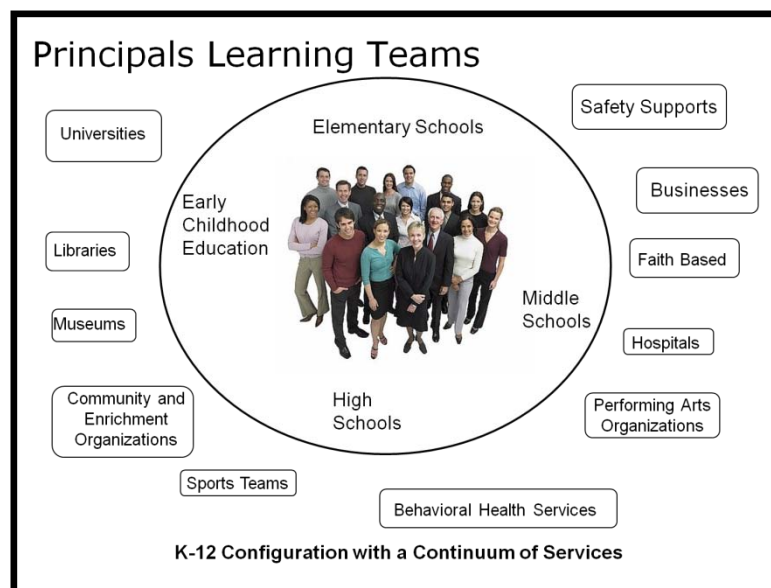 Principals Learning Teams
Universities
Elementary Schools
Safety Supports
Early
Childhood
Education
Businesses
Libraries
Faith Based
Museums
Middle
Schools
Hospitals
Community and
Enrichment
Organizations
High
Schools
Performing Arts
Organizations
Sports Teams
Behavioral Health Services
K-12 Configuration with a Continuum of Services